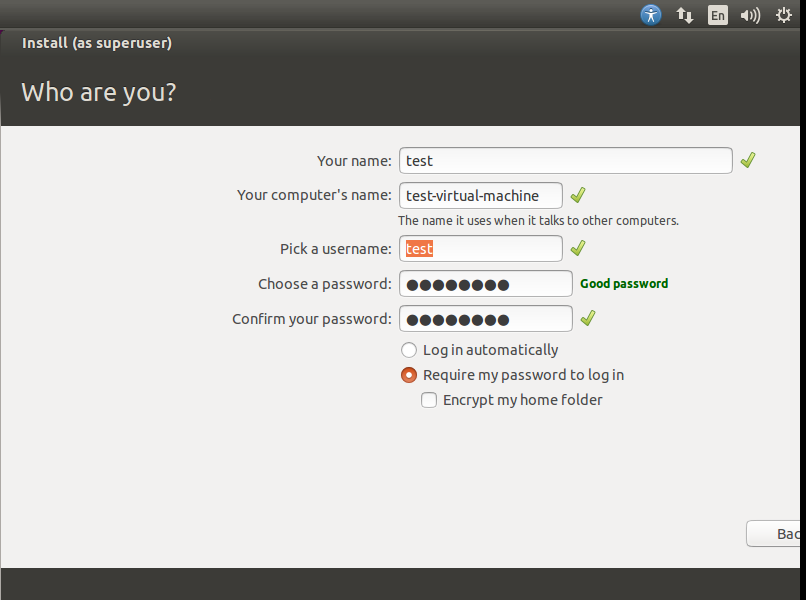 En
Install (as superuser)
Who are you?
Your name: test
Your computer's name: test-virtual-machine
The name it uses when it talks to other computers.
Pick a username: test
Choose a password: ●●●●●●●● Good password
Confirm your password: ●●●●●●●●
Log in automatically
Require my password to log in
Encrypt my home folder
Bac